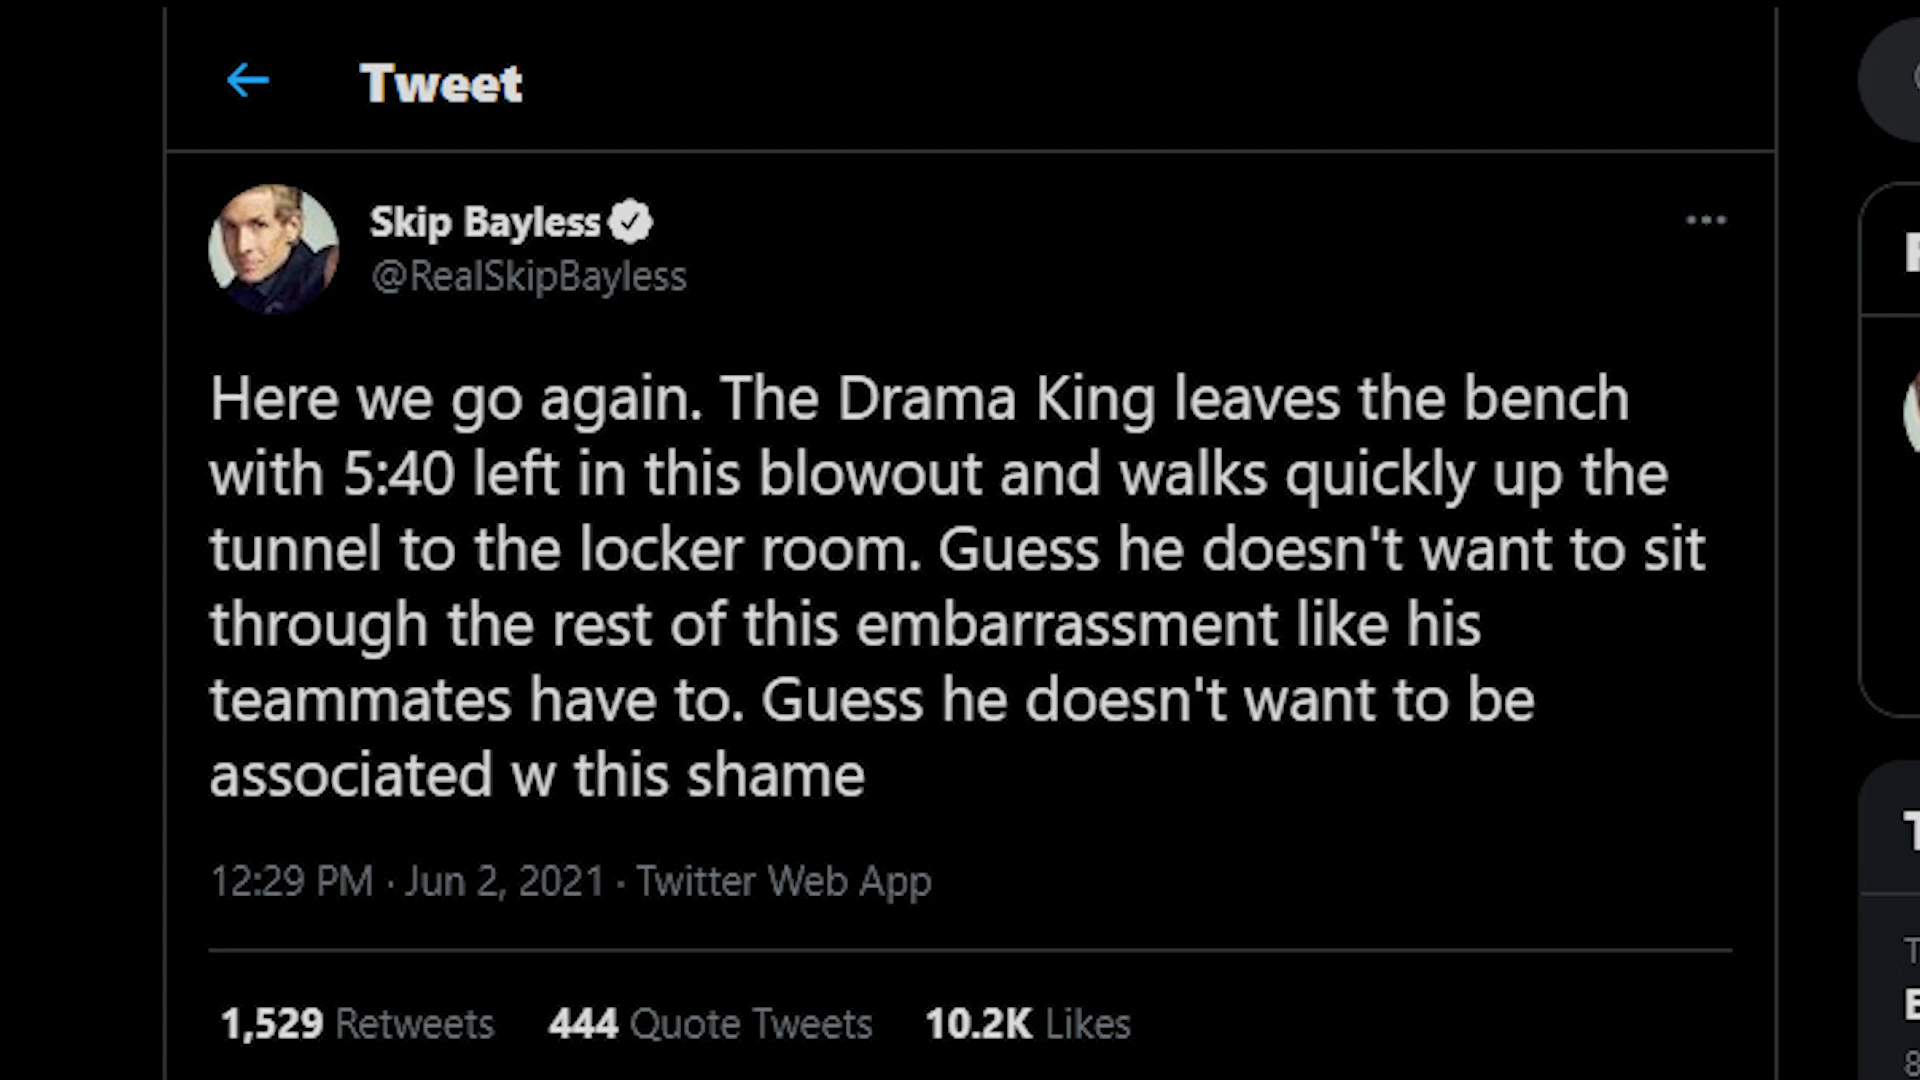 Tweet
Skip Bayless
@RealSkipBayless
Here we go again. The Drama King leaves the bench
with 5:40 left in this blowout and walks quickly up the
tunnel to the locker room. Guess he doesn't want to sit
through the rest of this embarrassment like his
teammates have to. Guess he doesn't want to be
associated w this shame
12:29 PM · Jun 2, 2021 · Twitter Web App
1,529 Retweets 444 Quote Tweets 10.2K Likes